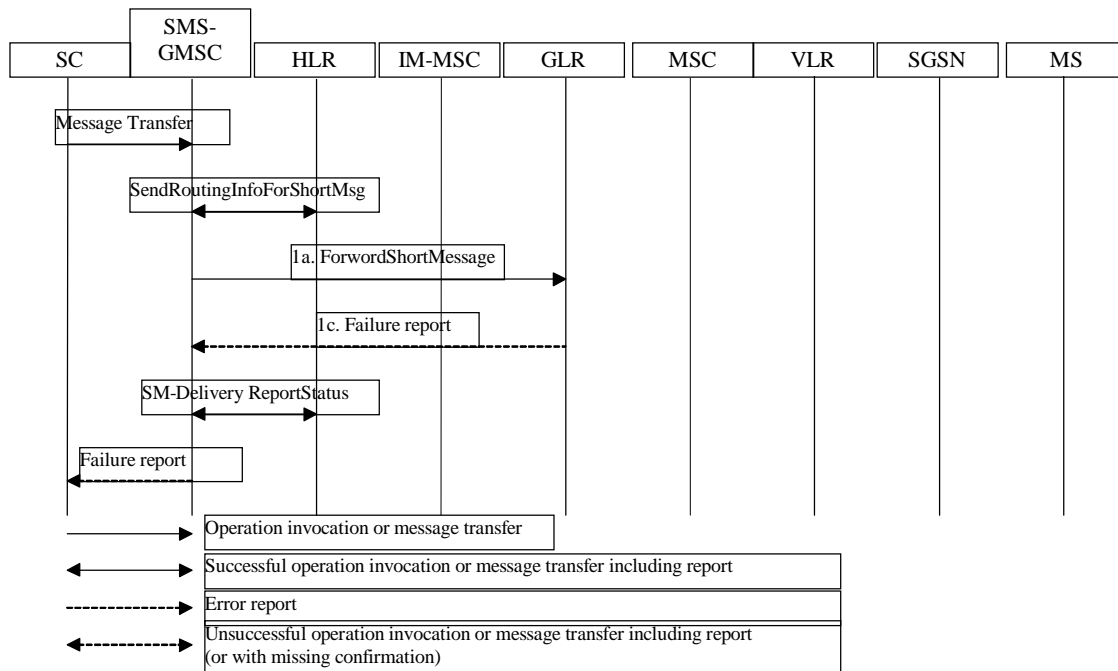 SMS-
GMSC
SC
HLR
IM-MSC
GLR
MSC
VLR
SGSN
MS
Message Transfer
SendRoutingInfoForShortMsg
1a. ForwordShortMessage
1c. Failure report
SM-Delivery ReportStatus
Failure report
Operation invocation or message transfer
Successful operation invocation or message transfer including report
Error report
Unsuccessful operation invocation or message transfer including report
(or with missing confirmation)